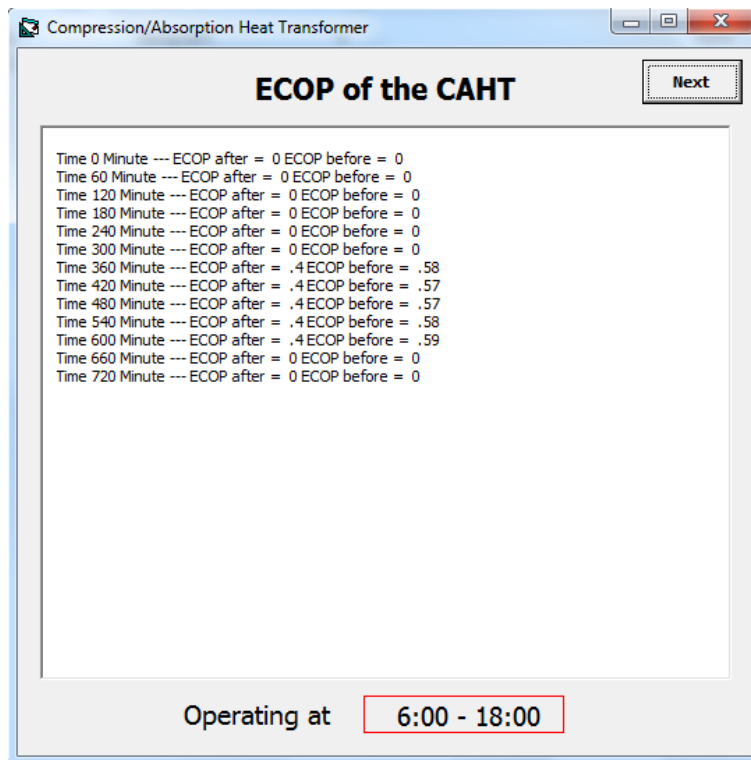 Compression/Absorption Heat Transformer
ECOP of the CAHT
Next
Time 0 Minute --- ECOP after = 0 ECOP before = 0
Time 60 Minute --- ECOP after = 0 ECOP before = 0
Time 120 Minute --- ECOP after = 0 ECOP before = 0
Time 180 Minute --- ECOP after = 0 ECOP before = 0
Time 240 Minute --- ECOP after = 0 ECOP before = 0
Time 300 Minute --- ECOP after = 0 ECOP before = 0
Time 360 Minute --- ECOP after = .4 ECOP before = .58
Time 420 Minute --- ECOP after = .4 ECOP before = .57
Time 480 Minute --- ECOP after = .4 ECOP before = .57
Time 540 Minute --- ECOP after = .4 ECOP before = .58
Time 600 Minute --- ECOP after = .4 ECOP before = .59
Time 660 Minute --- ECOP after = 0 ECOP before = 0
Time 720 Minute --- ECOP after = 0 ECOP before = 0
Operating at 6:00 - 18:00